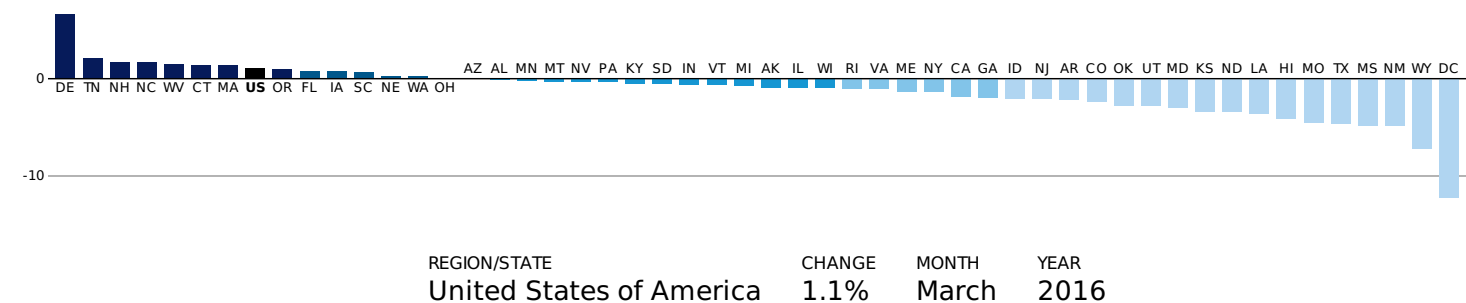 AZ AL MN MT NV PA KY SD IN VT MI AK IL WI RI VA ME NY CA GA ID NJ AR CO OK UT MD KS ND LA HI MO TX MS NM WY DC
0
DE TN NH NC WV CT MA US OR FL IA SC NE WA OH
-10
REGION/STATE CHANGE MONTH YEAR
United States of America 1.1% March 2016